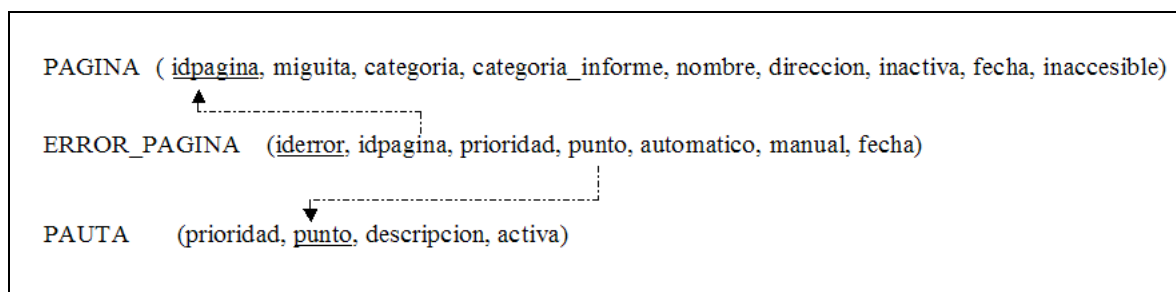 PAGINA ( idpagina, miguita, categoria, categoria_informe, nombre, direccion, inactiva, fecha, inaccesible)
ERROR_PAGINA (iderror, idpagina, prioridad, punto, automatico, manual, fecha)
PAUTA (prioridad, punto, descripcion, activa)